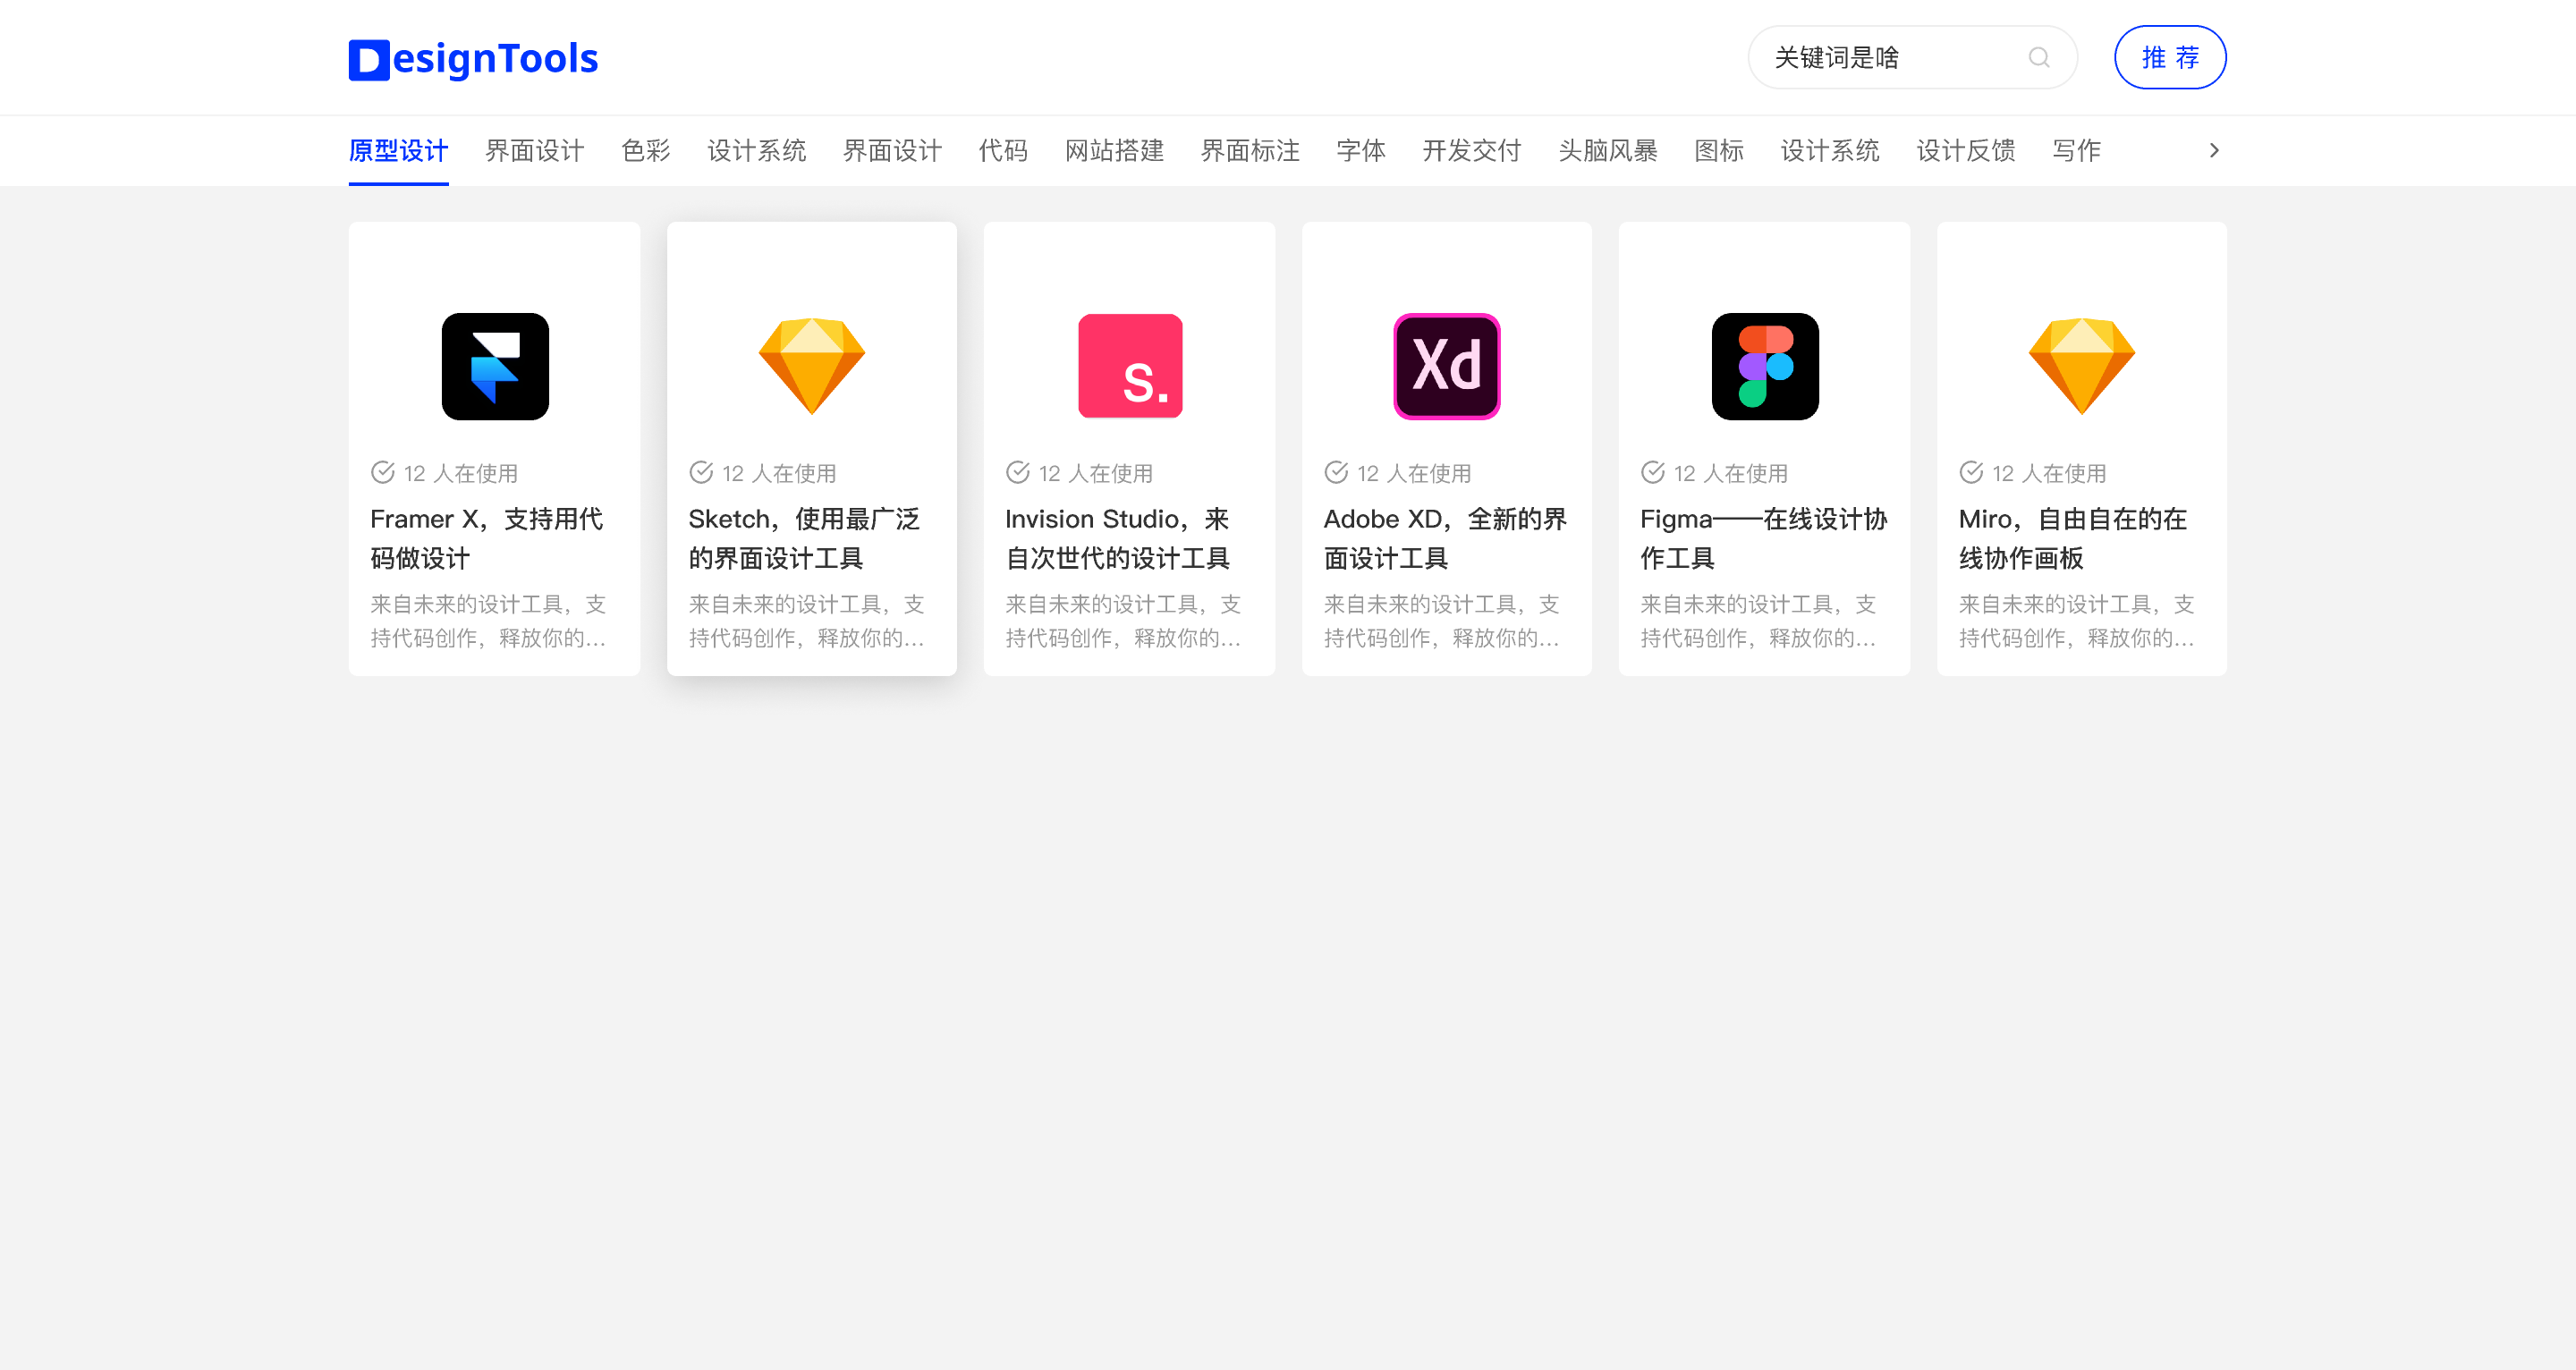 DesignTools
关键词是啥
推荐
原型设计 界面设计 色彩 设计系统 界面设计 代码 网站搭建 界面标注 字体 开发交付 头脑风暴 图标 设计系统 设计反馈 写作
12 人在使用
Framer X，支持用代
码做设计
来自未来的设计工具，支
持代码创作，释放你的...
12 人在使用
Sketch，使用最广泛
的界面设计工具
来自未来的设计工具，支
持代码创作，释放你的...
S.
12 人在使用
Invision Studio，来
自次世代的设计工具
来自未来的设计工具，支
持代码创作，释放你的...
Xd
12 人在使用
Adobe XD，全新的界
面设计工具
来自未来的设计工具，支
持代码创作，释放你的...
12 人在使用
Figma——在线设计协
作工具
来自未来的设计工具，支
持代码创作，释放你的...
12 人在使用
Miro，自由自在的在
线协作画板
来自未来的设计工具，支
持代码创作，释放你的...